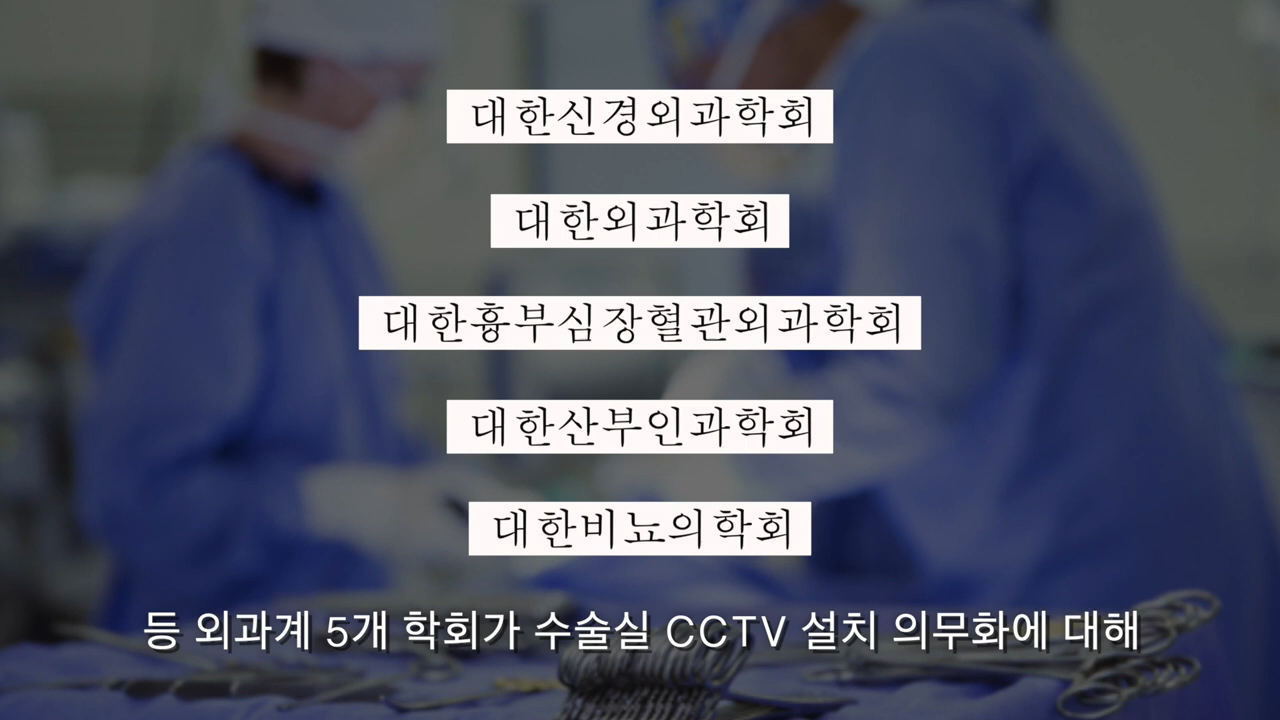 대한신경외과학회
대한외과학회
대한흉부심장혈관외과학회
대한산부인과학회
대한비뇨의학회
등 외과계 5개 학회가 수술실 CCTV 설치 의무화에 대해